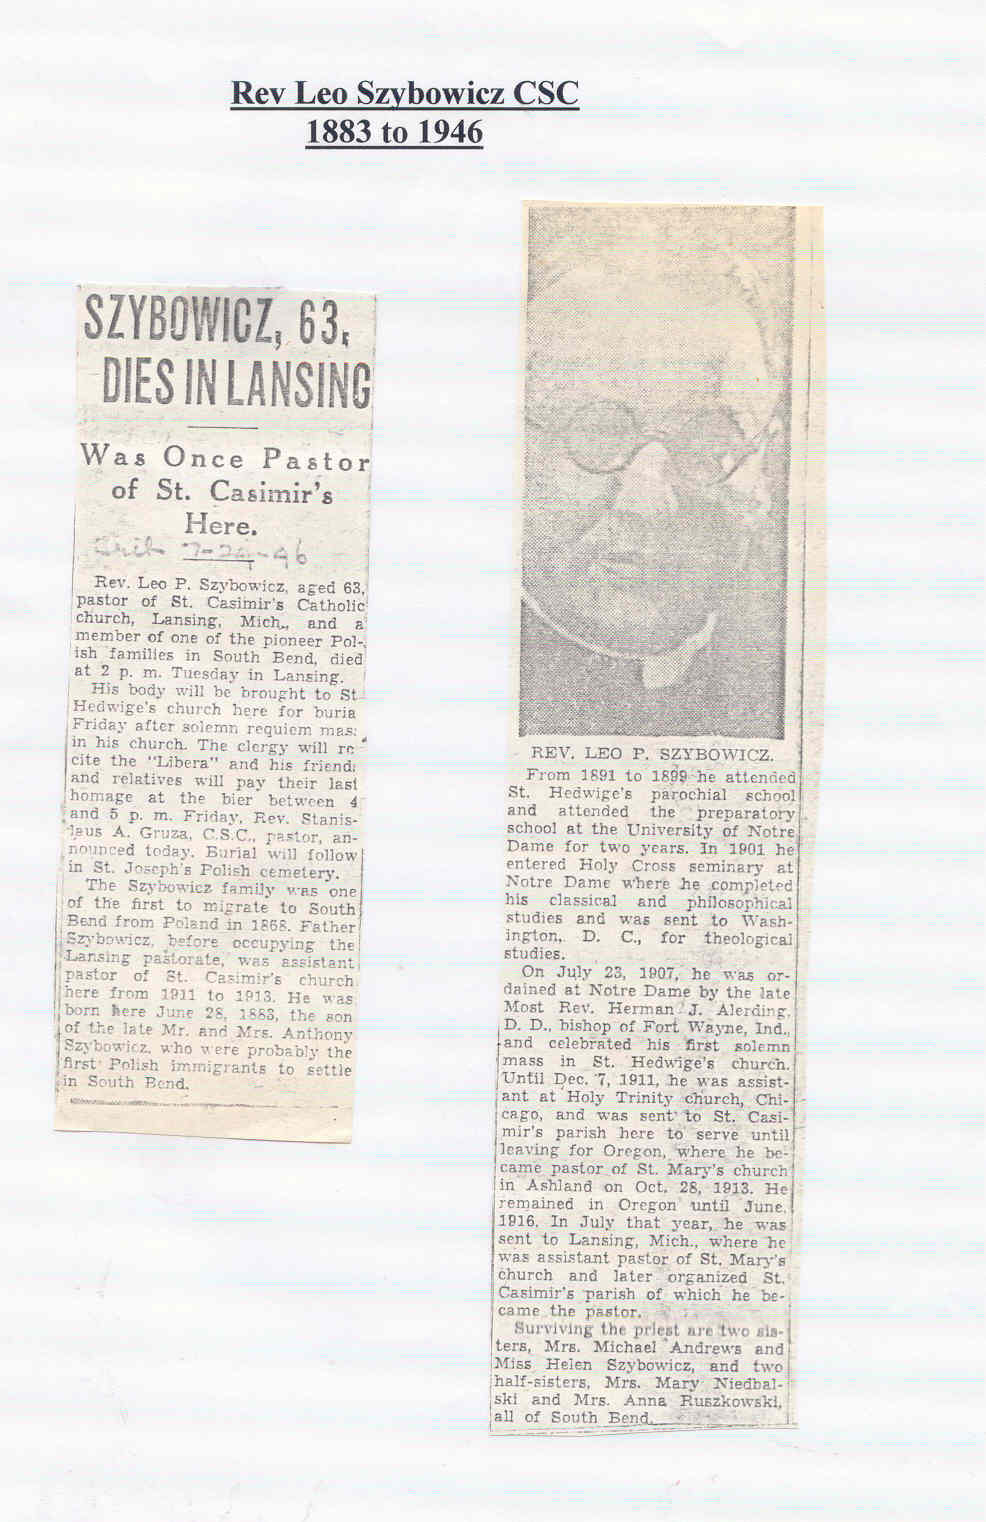 Rev Leo Szybowicz CSC
1883 to 1946
SZYBOWICZ, 63,
DIES IN LANSING
Was Once Pastor
of St. Casimir's
Here.
7-24-46
Rev. Leo P. Szybowicz, aged 63,
pastor of St. Casimir's Catholic
church, Lansing, Mich., and a
member of one of the pioneer Pol-
ish families in South Bend, died
at 2 p. m. Tuesday in Lansing.
His body will be brought to St
Hedwige's church here for buria
Friday after solemn requiem mas
in his church. The clergy will re-
cite the "Libera" and his friend
and relatives will pay their last
homage at the bier between 4
and 5 p. m. Friday, Rev. Stanis-
laus A. Gruza, C.S.C., pastor, an-
nounced today. Burial will follow
in St. Joseph's Polish cemetery.
The Szybowicz family was one
of the first to migrate to South
Bend from Poland in 1868. Father
Szybowicz, before occupying the
Lansing pastorate, was assistant
pastor of St. Casimir's church
here from 1911 to 1913. He was
born here June 28, 1883, the son
of the late Mr. and Mrs. Anthony
Szybowicz, who were probably the
first Polish immigrants to settle
in South Bend.
REV. LEO P. SZYBOWICZ.
From 1891 to 1899 he attended
St. Hedwige's parochial school
and attended the preparatory
school at the University of Notre
Dame for two years. In 1901 he
entered Holy Cross seminary at
Notre Dame where he completed
his classical and philosophical
studies and was sent to Wash-
ington, D. C., for theological
studies.
On July 23, 1907, he was or-
dained at Notre Dame by the late
Most Rev. Herman J. Alerding,
D. D., bishop of Fort Wayne, Ind.,
and celebrated his first solemn
mass in St. Hedwige's church.
Until Dec. 7, 1911, he was assist-
ant at Holy Trinity church, Chi-
cago, and was sent to St. Casi-
mir's parish here to serve until
leaving for Oregon, where he be-
came pastor of St. Mary's church
in Ashland on Oct. 28, 1913. He
remained in Oregon until June,
1916. In July that year, he was
sent to Lansing, Mich., where he
was assistant pastor of St. Mary's
church and later organized St.
Casimir's parish of which he be-
came the pastor.
Surviving the priest are two sis-
ters, Mrs. Michael Andrews and
Miss Helen Szybowicz, and two
half-sisters, Mrs. Mary Niedbal-
ski and Mrs. Anna Ruszkowski,
all of South Bend.